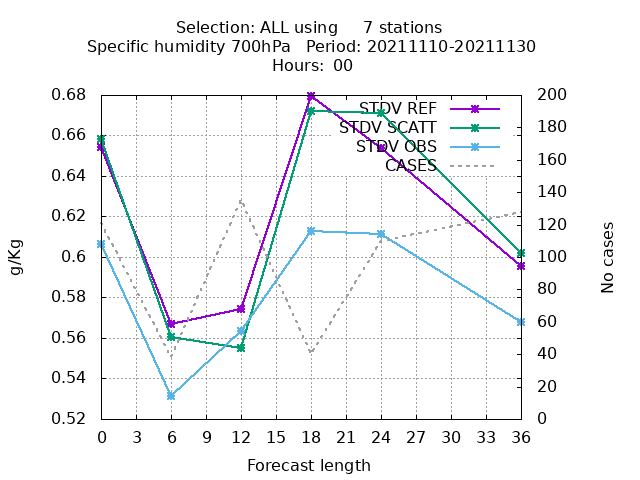 Selection: ALL using     7 stations
Specific humidity 700hPa   Period: 20211110-20211130
Hours: 00
0.68
0.66
0.64
0.62
0.6
0.58
0.56
0.54
0.52
g/Kg
STDV REF
STDV SCATT
STDV OBS
CASES
200
180
160
140
120
100
80
60
40
20
0
No cases
0 3 6 9 12 15 18 21 24 27 30 33 36
Forecast length